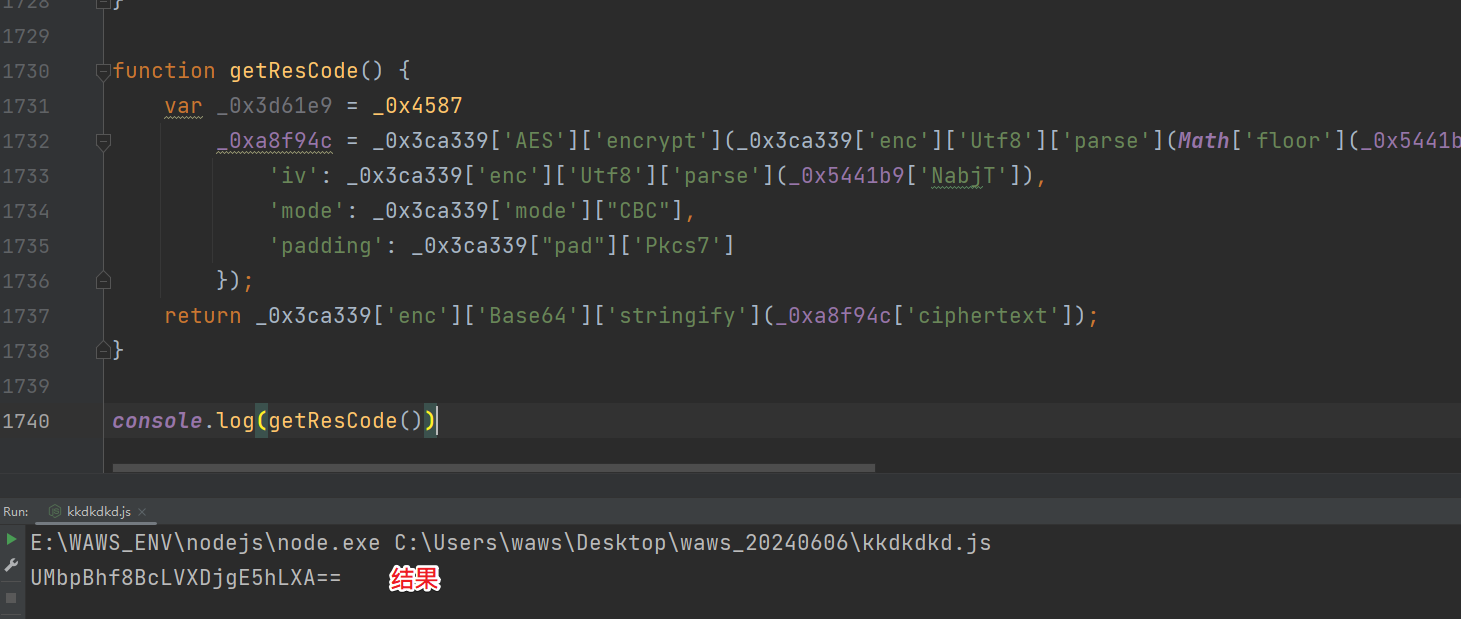 1728 }
1729
1730 function getResCode() {
1731 var _0x3d61e9 = _0x4587
1732 _0xa8f94c = _0x3ca339['AES']['encrypt'](_0x3ca339['enc']['Utf8']['parse'](Math['floor'](_0x5441b
1733 'iv': _0x3ca339['enc']['Utf8']['parse'](_0x5441b9['NabjT']),
1734 'mode': _0x3ca339['mode']["CBC"],
1735 'padding': _0x3ca339["pad"]['Pkcs7']
1736 });
1737 return _0x3ca339['enc']['Base64']['stringify'](_0xa8f94c['ciphertext']);
1738 }
1739
1740 console.log(getResCode())
Run: kkdkdkd.js ×
E:\WAWS_ENV\nodejs\node.exe C:\Users\waws\Desktop\waws_20240606\kkdkdkd.js
UMbpBhf8BcLVXDjgE5hLXA== 结果